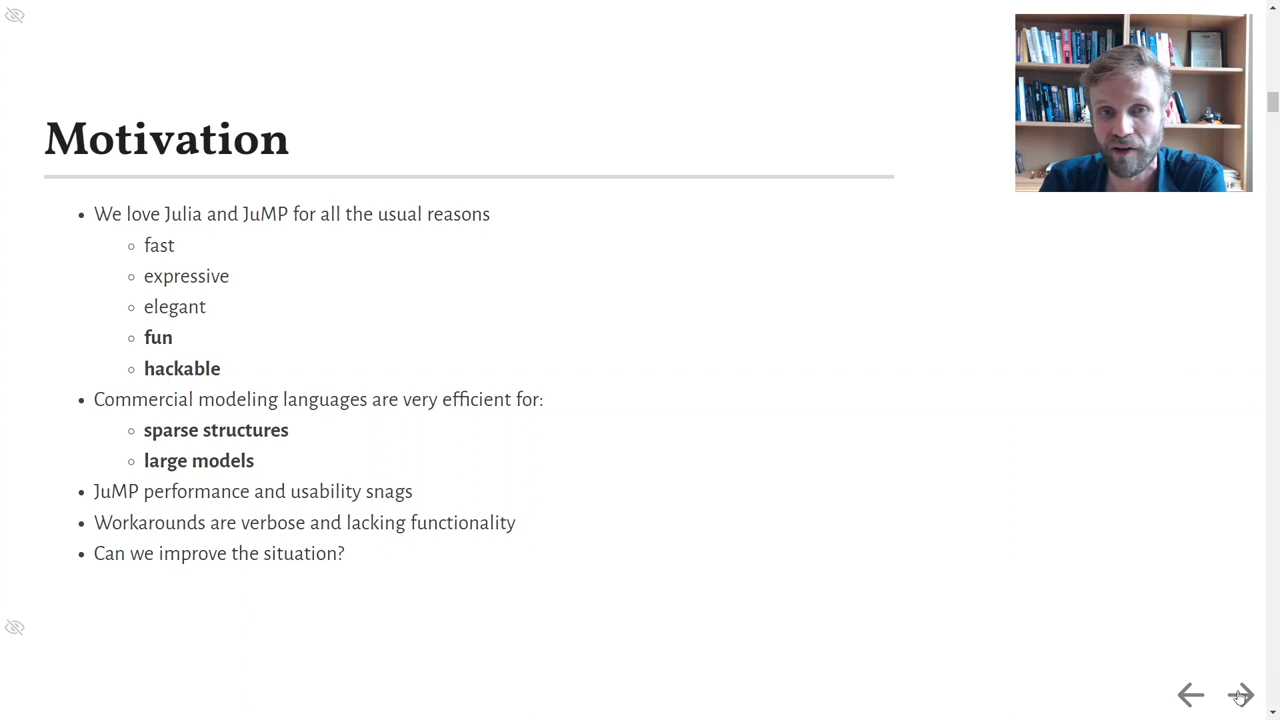 Motivation
We love Julia and JuMP for all the usual reasons
fast
expressive
elegant
fun
hackable
Commercial modeling languages are very efficient for:
sparse structures
large models
JuMP performance and usability snags
Workarounds are verbose and lacking functionality
Can we improve the situation?